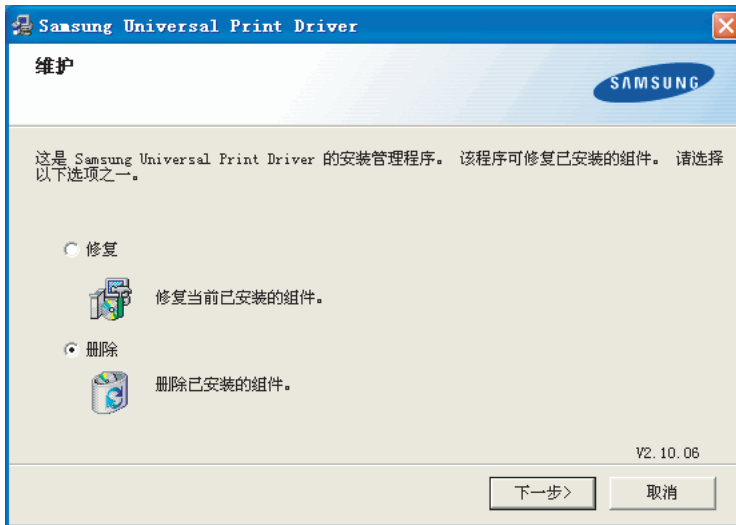 Samsung Universal Print Driver
维护
SAMSUNG
这是 Samsung Universal Print Driver 的安装管理程序。 该程序可修复已安装的组件。 请选择
以下选项之一。
修复
修复当前已安装的组件。
删除
删除已安装的组件。
V2.10.06
下一步>
取消